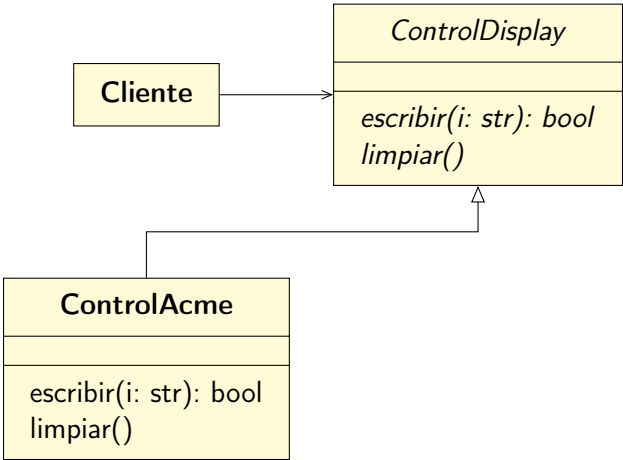 ControlDisplay
Cliente
escribir(i: str): bool
limpiar()
ControlAcme
escribir(i: str): bool
limpiar()